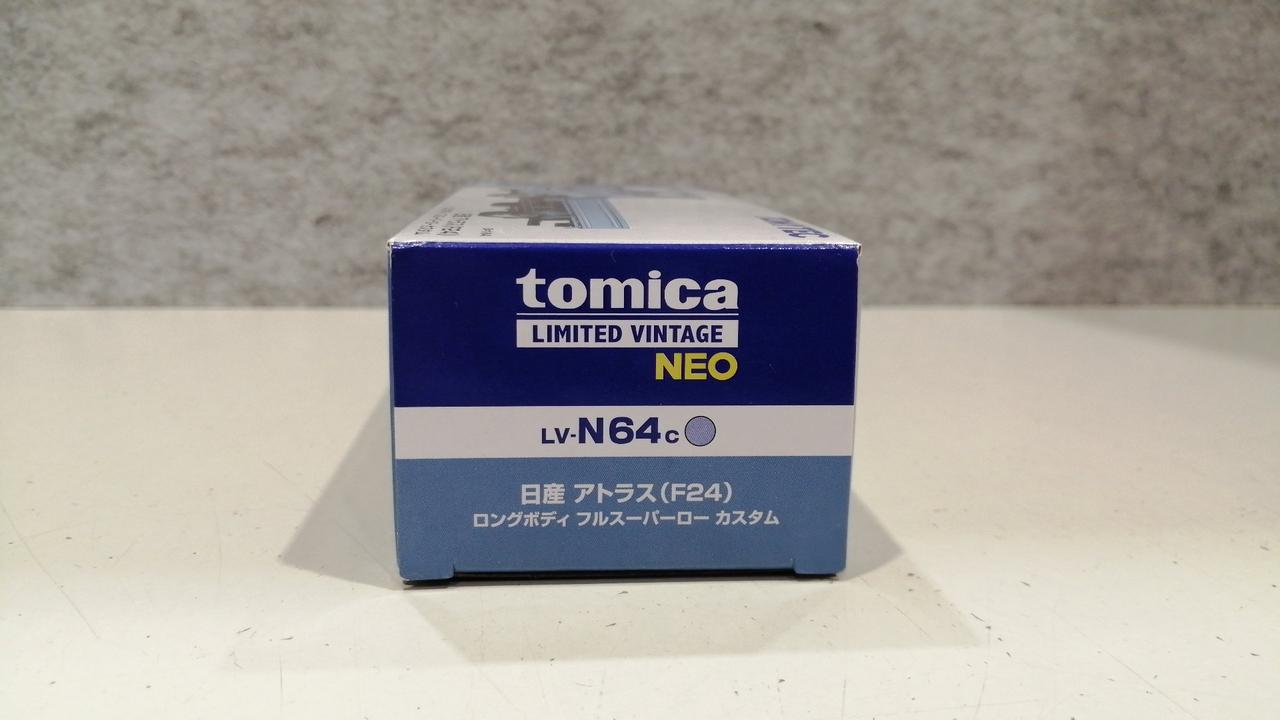 tomica
LIMITED VINTAGE
NEO
LV-N64c
日産 アトラス(F24)
ロングボディ フルスーパーロー カスタム